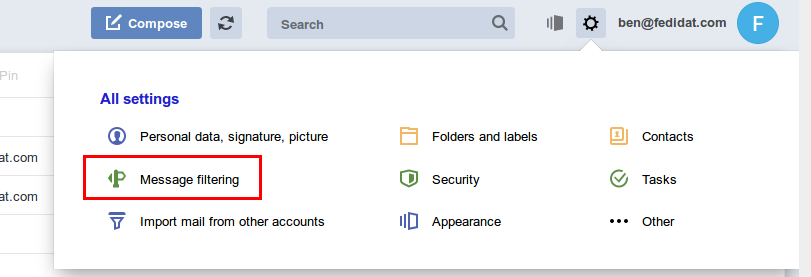 Compose
Search
ben@fedidat.com
F
Pin
All settings
Personal data, signature, picture
Folders and labels
Contacts
at.com
Message filtering
Security
Tasks
at.com
Import mail from other accounts
Appearance
Other